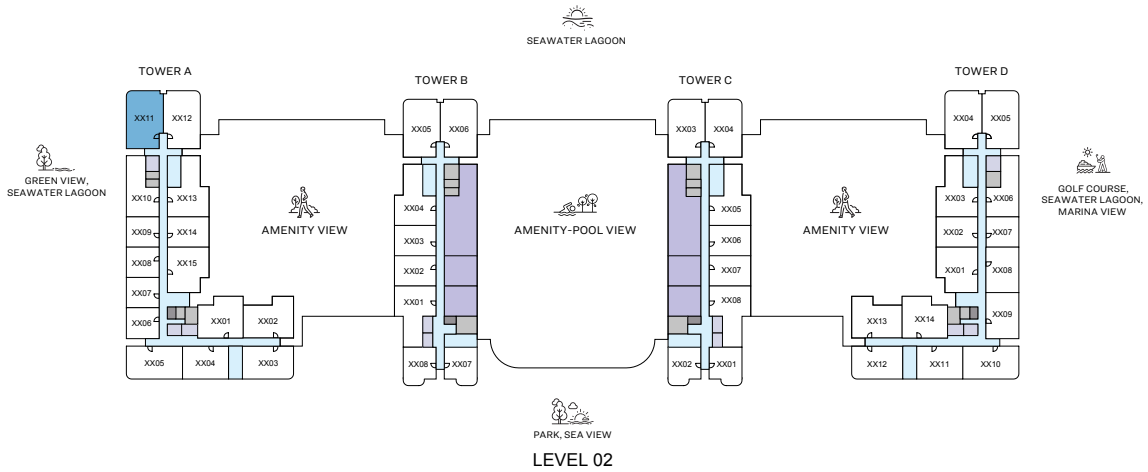 SEAWATER LAGOON
TOWER A
TOWER B
TOWER C
TOWER D
XX11
XX12
XX05
XX06
XX03
XX04
XX04
XX05
GREEN VIEW,
SEAWATER LAGOON
GOLF COURSE,
SEAWATER LAGOON,
MARINA VIEW
XX10
XX13
XX04
XX05
XX03
XX06
AMENITY VIEW
AMENITY-POOL VIEW
AMENITY VIEW
XX09
XX14
XX03
XX06
XX02
XX07
XX08
XX15
XX02
XX07
XX01
XX08
XX07
XX01
XX08
XX06
XX01
XX02
XX13
XX14
XX09
XX05
XX04
XX03
XX08
XX07
XX02
XX01
XX12
XX11
XX10
PARK, SEA VIEW
LEVEL 02